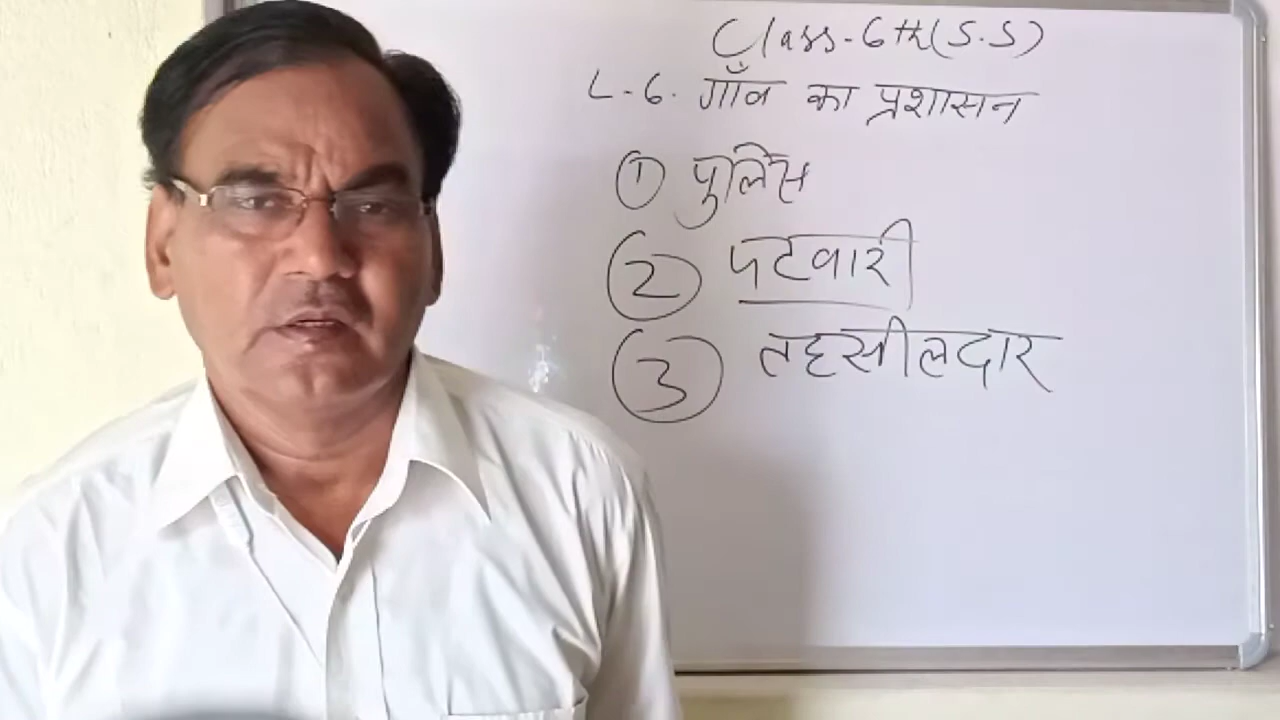 Class-6th(S.S)
L-6. गाँव का प्रशासन
① पुलिस
② पटवारी
③ तहसीलदार